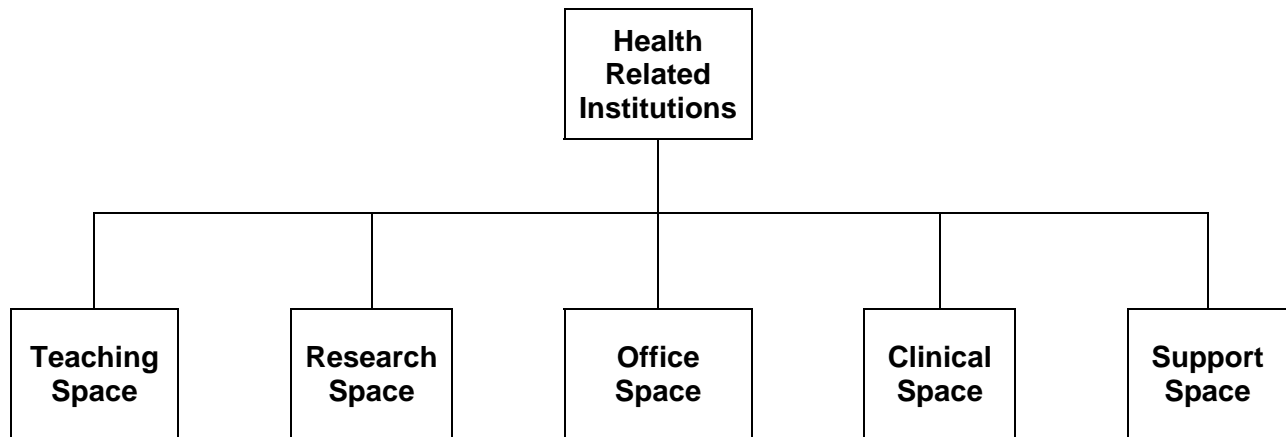 Health
Related
Institutions
Teaching
Space
Research
Space
Office
Space
Clinical
Space
Support
Space